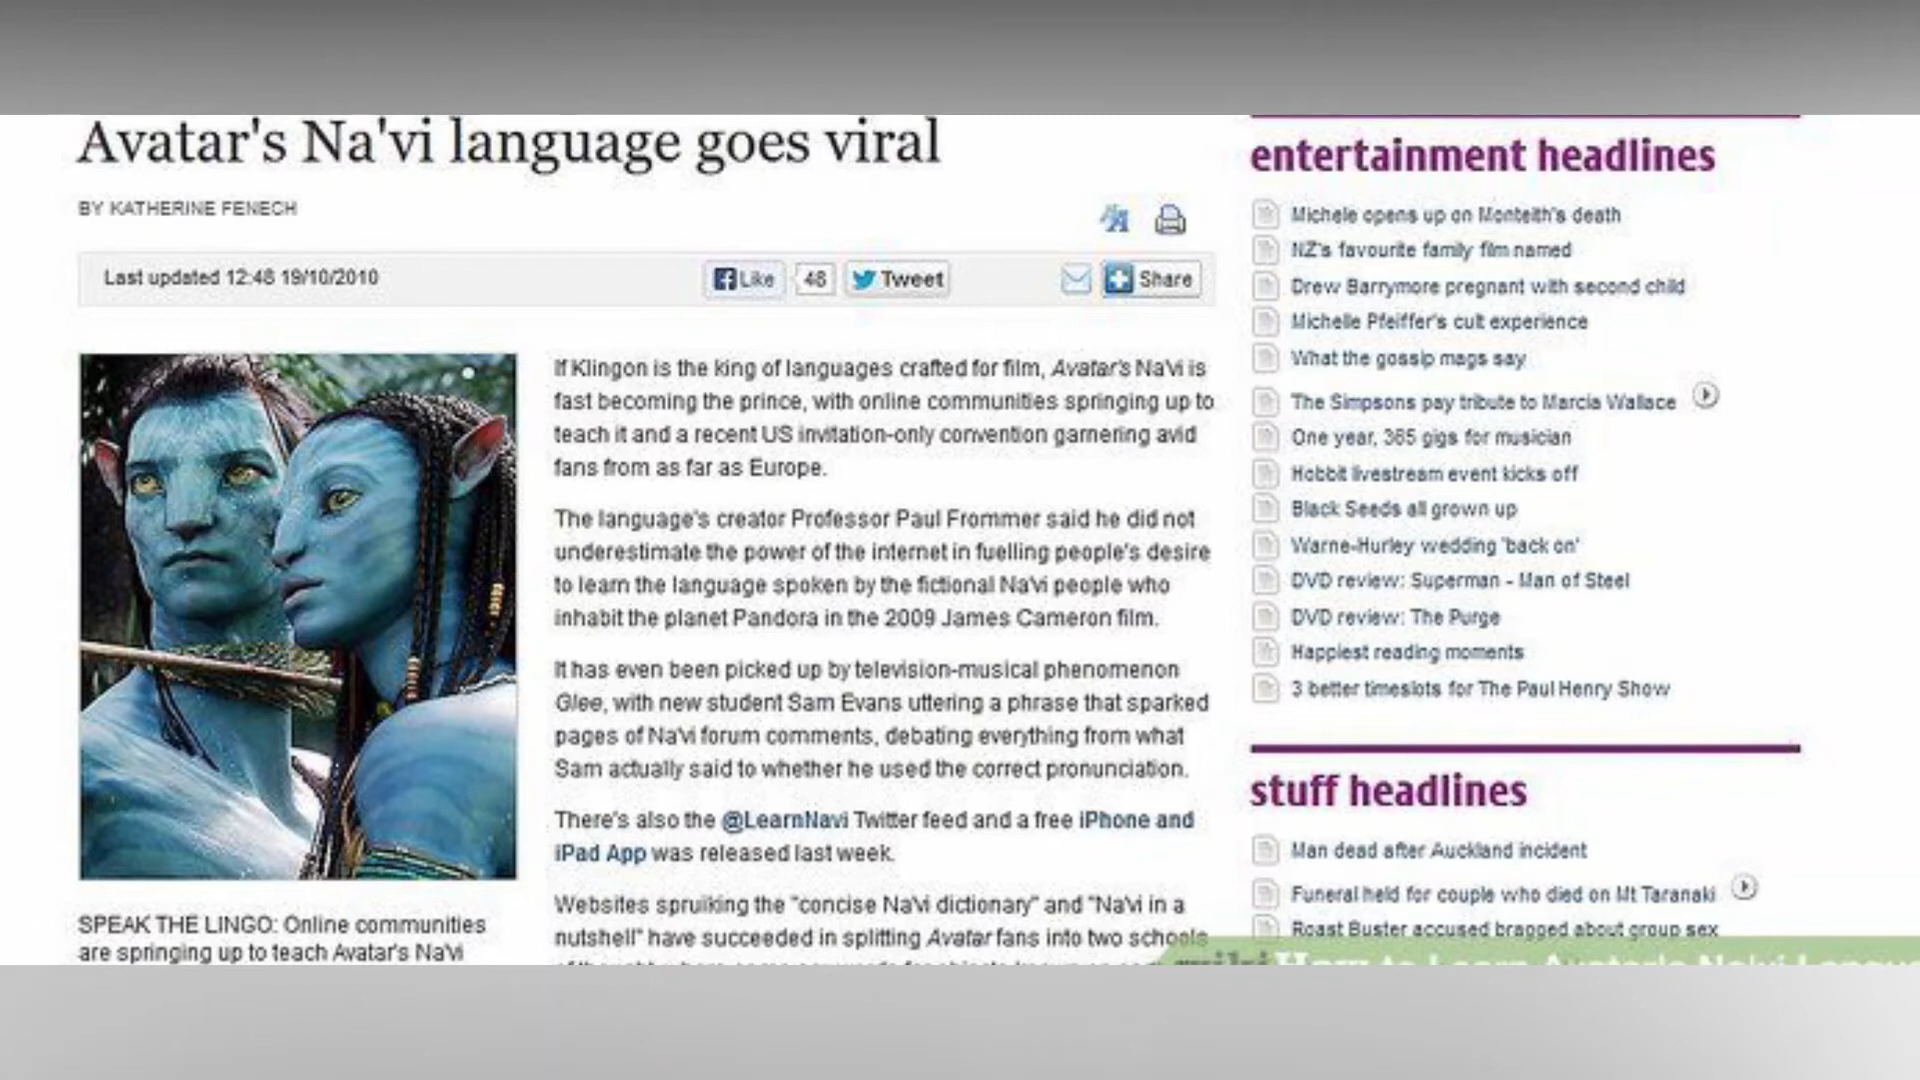 Avatar's Na'vi language goes viral
BY KATHERINE FENECH
Last updated 12:48 19/10/2010
Like
48
Tweet
Share
If Klingon is the king of languages crafted for film, Avatar's Na'vi is
fast becoming the prince, with online communities springing up to
teach it and a recent US invitation-only convention garnering avid
fans from as far as Europe.
The language's creator Professor Paul Frommer said he did not
underestimate the power of the internet in fuelling people's desire
to learn the language spoken by the fictional Na'vi people who
inhabit the planet Pandora in the 2009 James Cameron film.
It has even been picked up by television-musical phenomenon
Glee, with new student Sam Evans uttering a phrase that sparked
pages of Na'vi forum comments, debating everything from what
Sam actually said to whether he used the correct pronunciation.
There's also the @LearnNavi Twitter feed and a free iPhone and
iPad App was released last week.
Websites spruiking the "concise Na'vi dictionary" and "Na'vi in a
nutshell" have succeeded in splitting Avatar fans into two schools
SPEAK THE LINGO: Online communities
are springing up to teach Avatar's Na'vi
entertainment headlines
Michele opens up on Monteith's death
NZ's favourite family film named
Drew Barrymore pregnant with second child
Michelle Pfeiffer's cult experience
What the gossip mags say
The Simpsons pay tribute to Marcia Wallace
One year, 365 gigs for musician
Hobbit livestream event kicks off
Black Seeds all grown up
Warne-Hurley wedding 'back on'
DVD review: Superman - Man of Steel
DVD review: The Purge
Happiest reading moments
3 better timeslots for The Paul Henry Show
stuff headlines
Man dead after Auckland incident
Funeral held for couple who died on Mt Taranaki
Roast Buster accused bragged about group sex
wikiHow to Learn Avatar's Na'vi